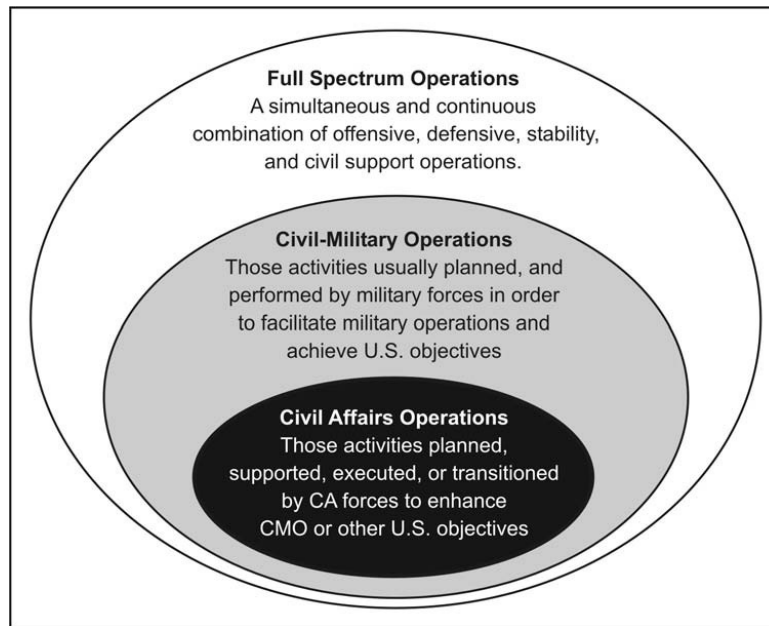 Full Spectrum Operations
A simultaneous and continuous
combination of offensive, defensive, stability,
and civil support operations.
Civil-Military Operations
Those activities usually planned, and
performed by military forces in order
to facilitate military operations and
achieve U.S. objectives
Civil Affairs Operations
Those activities planned,
supported, executed, or transitioned
by CA forces to enhance
CMO or other U.S. objectives